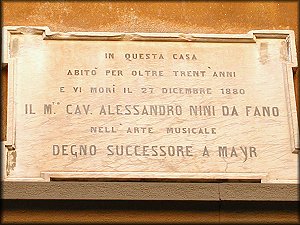 IN QUESTA CASA
ABITÒ PER OLTRE TRENT'ANNI
E VI MORÌ IL 27 DICEMBRE 1880
IL M.º CAV. ALESSANDRO NINI DA FANO
NELL'ARTE MUSICALE
DEGNO SUCCESSORE A MAYR